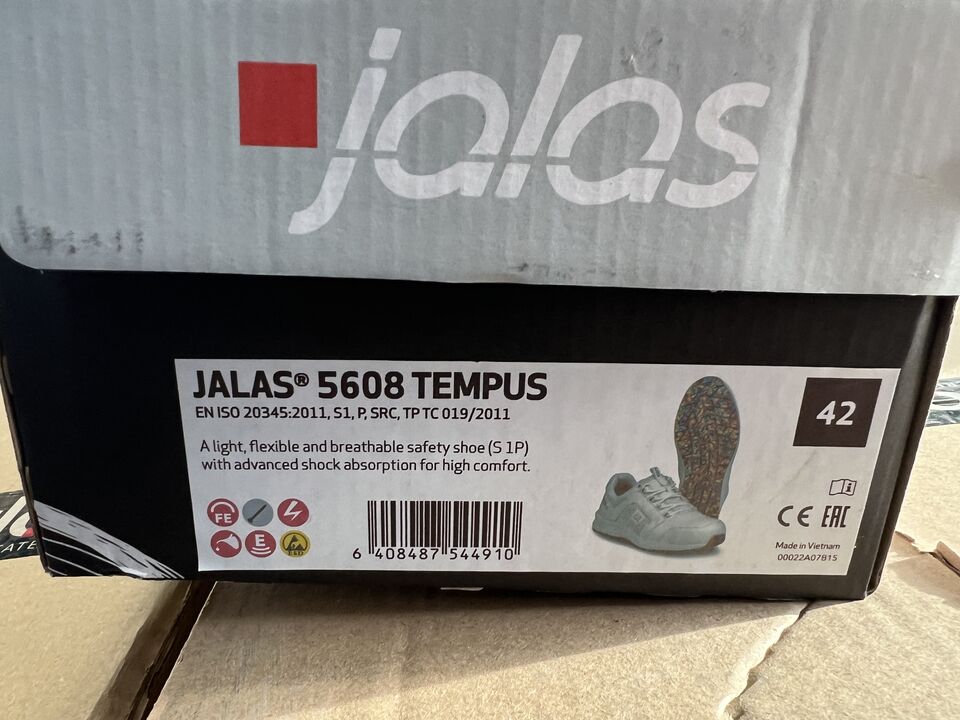 jalas
JALAS® 5608 TEMPUS
EN ISO 20345:2011, S1, P, SRC, TP TC 019/2011
A light, flexible and breathable safety shoe (S 1P)
with advanced shock absorption for high comfort.
42
FE
E
ESD
6 408487 544910
i
CE EAC
Made in Vietnam
00022A07815